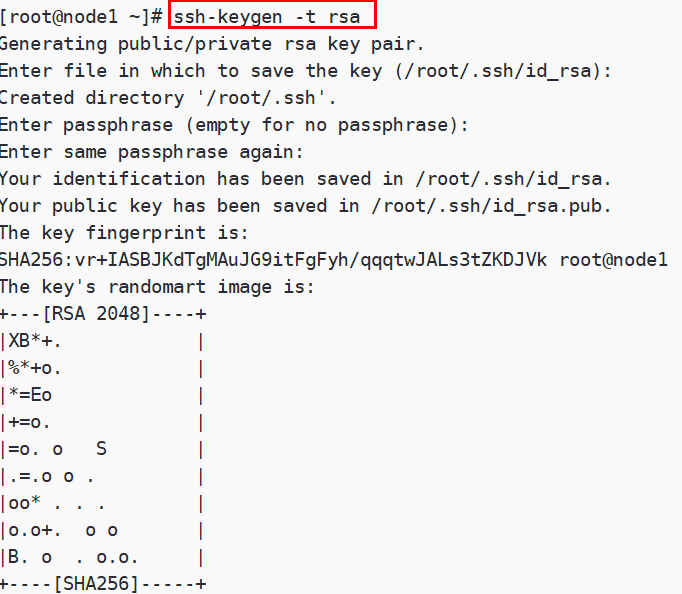 [root@node1 ~]# ssh-keygen -t rsa
Generating public/private rsa key pair.
Enter file in which to save the key (/root/.ssh/id_rsa):
Created directory '/root/.ssh'.
Enter passphrase (empty for no passphrase):
Enter same passphrase again:
Your identification has been saved in /root/.ssh/id_rsa.
Your public key has been saved in /root/.ssh/id_rsa.pub.
The key fingerprint is:
SHA256:vr+IASBJKdTgMAuJG9itFgFyh/qqqtwJALs3tZKDJVk root@node1
The key's randomart image is:
+---[RSA 2048]----+
|XB*+.            |
|%*+o.            |
|*=Eo             |
|+=o.             |
|=o. o   S        |
|.=.o o .         |
|oo* . . .        |
|o.o+.  o o       |
|B. o  . o.o.     |
+----[SHA256]-----+